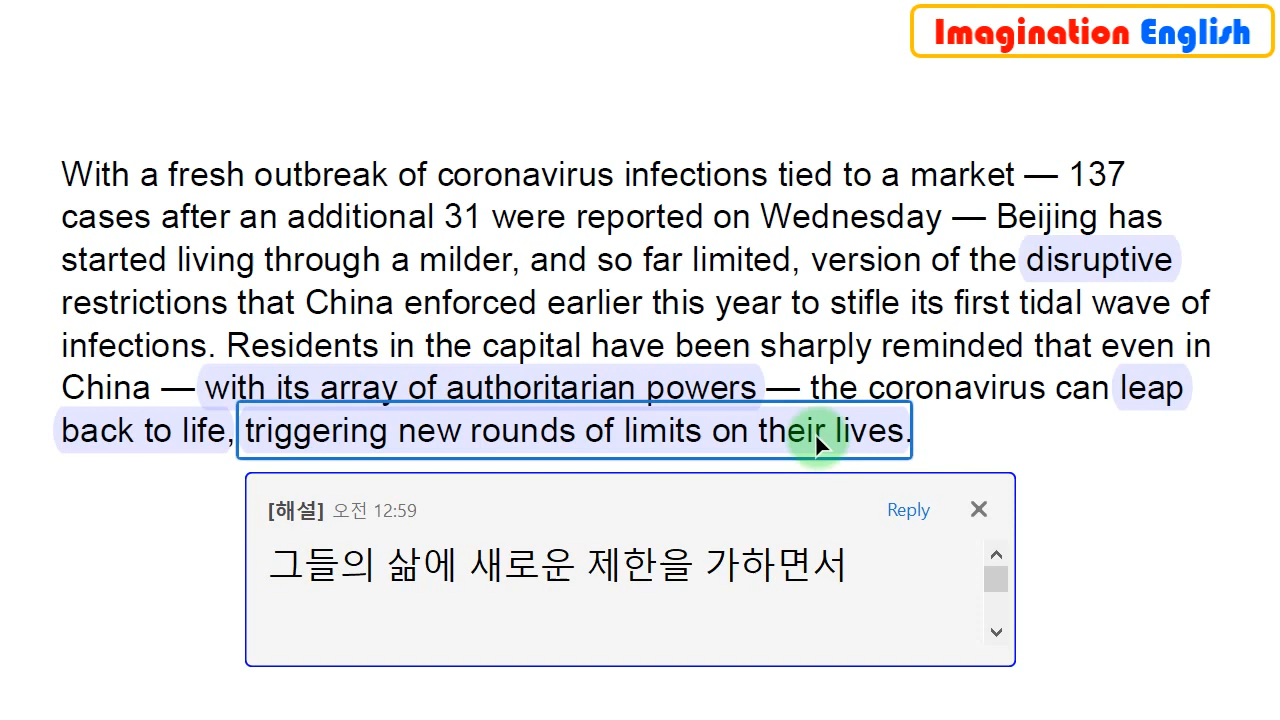 Imagination English
With a fresh outbreak of coronavirus infections tied to a market — 137
cases after an additional 31 were reported on Wednesday — Beijing has
started living through a milder, and so far limited, version of the disruptive
restrictions that China enforced earlier this year to stifle its first tidal wave of
infections. Residents in the capital have been sharply reminded that even in
China — with its array of authoritarian powers — the coronavirus can leap
back to life, triggering new rounds of limits on their lives.
[해설] 오전 12:59 Reply
그들의 삶에 새로운 제한을 가하면서